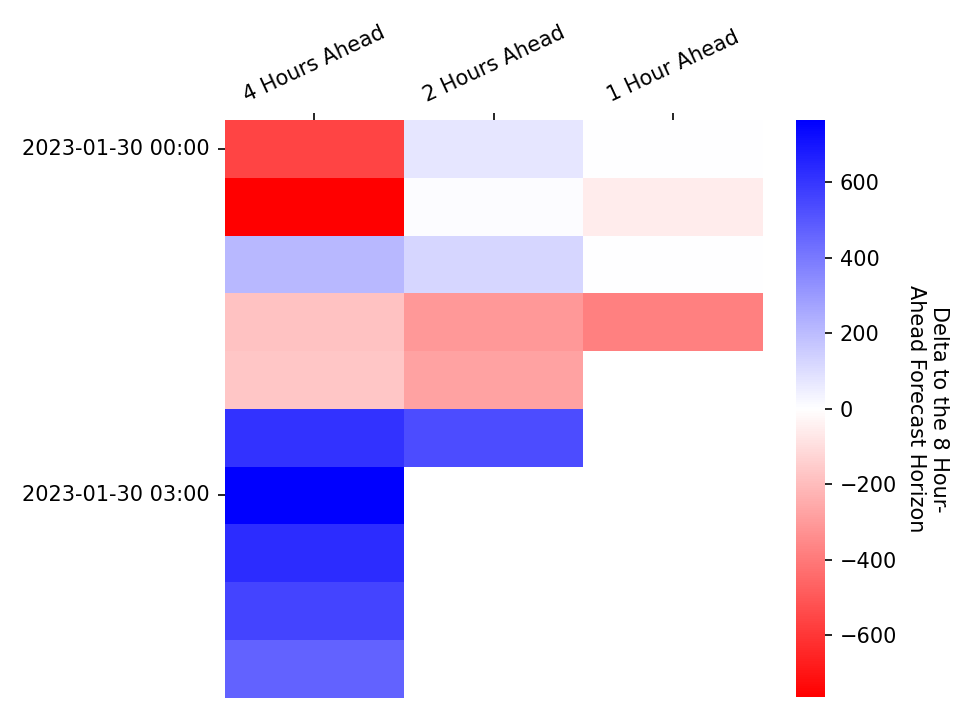 4 Hours Ahead
2 Hours Ahead
1 Hour Ahead
2023-01-30 00:00
2023-01-30 03:00
600
400
200
0
−200
−400
−600
Delta to the 8 Hour-
Ahead Forecast Horizon